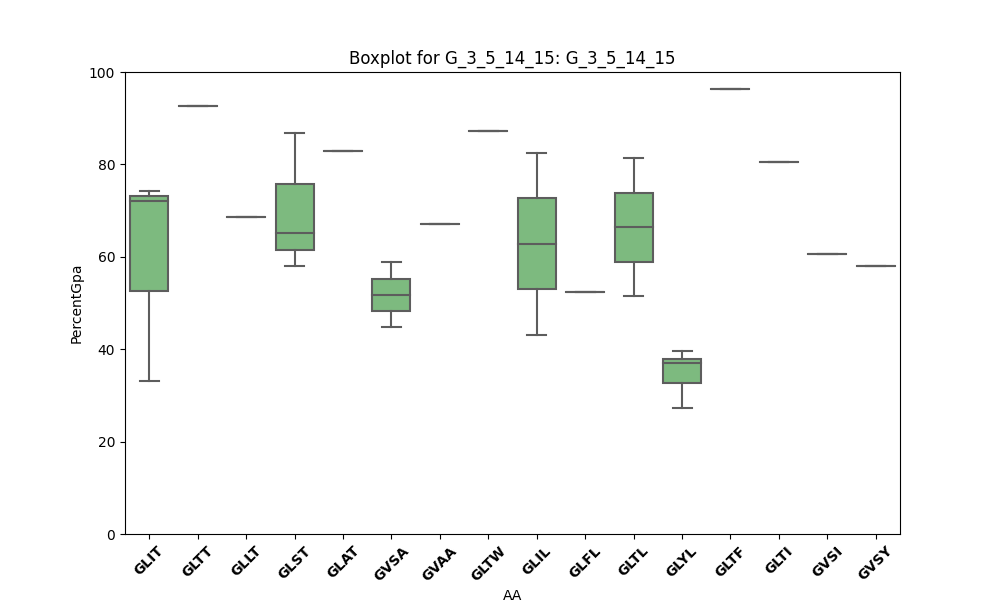 Boxplot for G_3_5_14_15: G_3_5_14_15
100
80
60
40
20
0
PercentGpa
GLIT GLTT GLLT GLST GLAT GVSA GVAA GLTW GLIL GLFL GLTL GLYL GLTF GLTI GVSI GVSY
AA